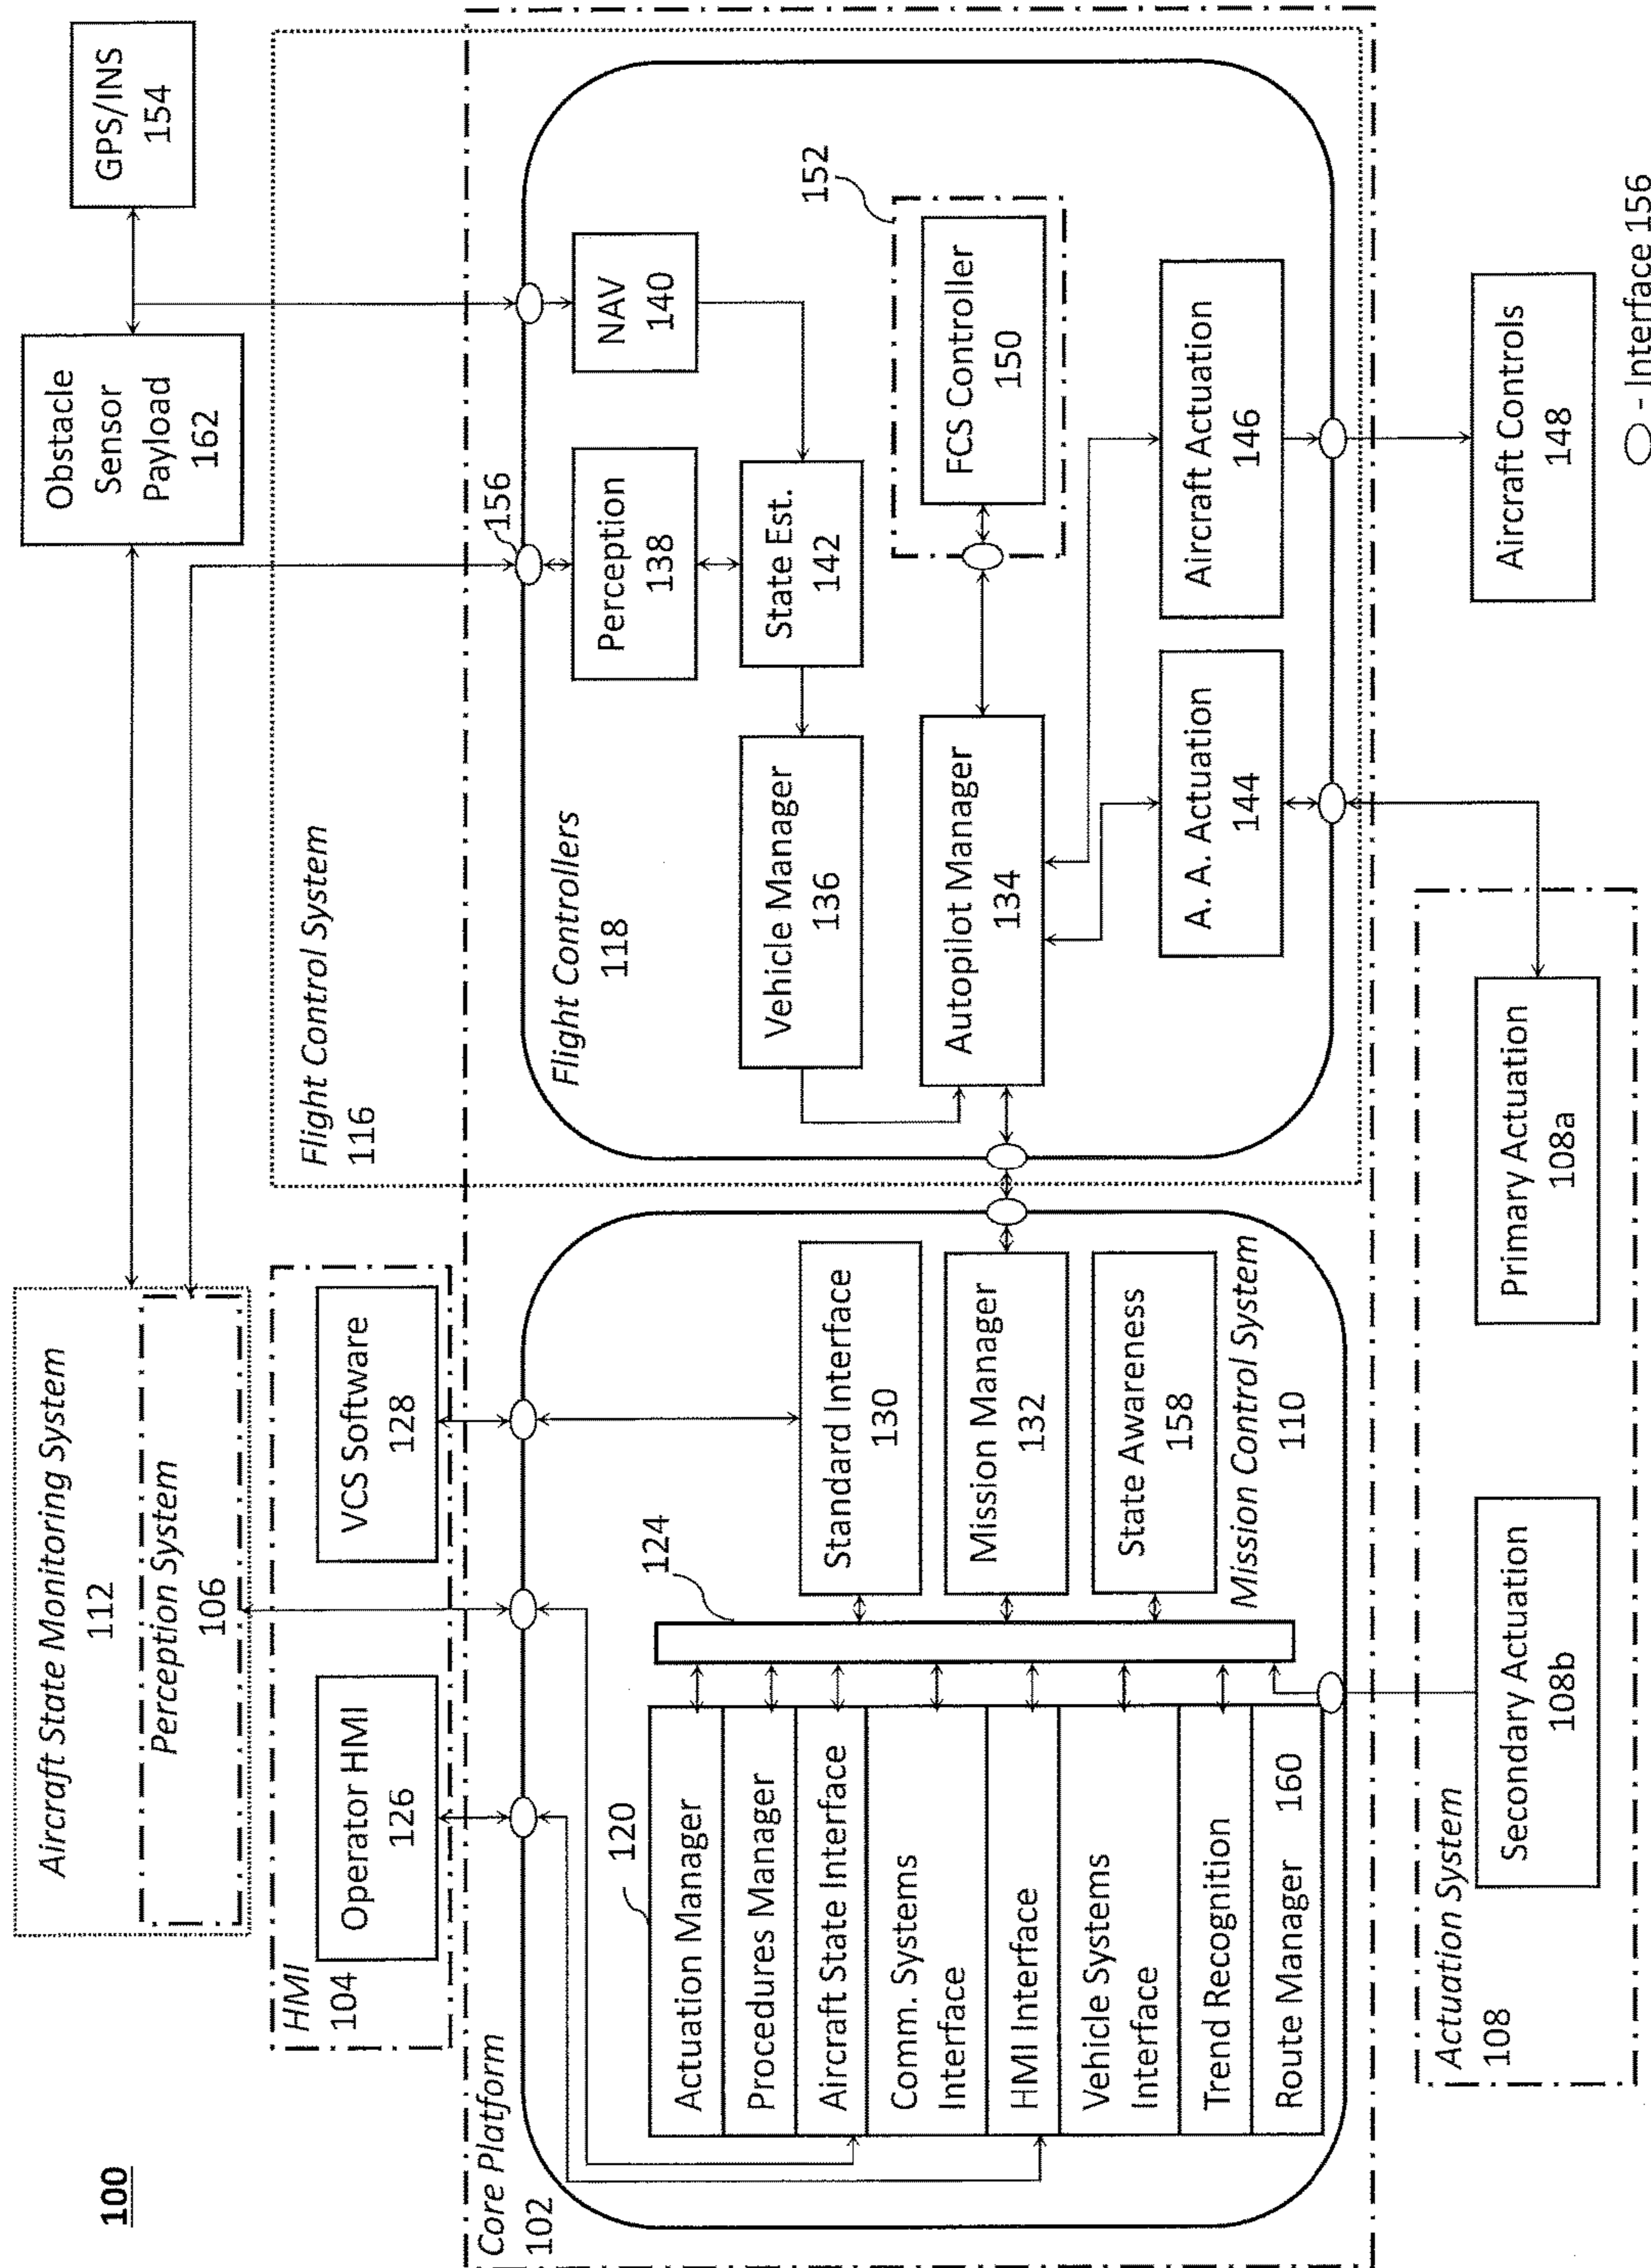 100
Aircraft State Monitoring System
112
Perception System
106
Obstacle
Sensor
Payload
162
GPS/INS
154
HMI
104
Operator HMI
126
VCS Software
128
Flight Control System
116
Core Platform
102
120
Actuation Manager
Procedures Manager
Aircraft State Interface
Comm. Systems
Interface
HMI Interface
Vehicle Systems
Interface
Trend Recognition
Route Manager 160
124
Standard Interface
130
Mission Manager
132
State Awareness
158
Mission Control System
110
Flight Controllers
118
156
Perception
138
NAV
140
State Est.
142
Vehicle Manager
136
Autopilot Manager
134
152
FCS Controller
150
A. A. Actuation
144
Aircraft Actuation
146
Actuation System
108
Secondary Actuation
108b
Primary Actuation
108a
Aircraft Controls
148
- Interface 156